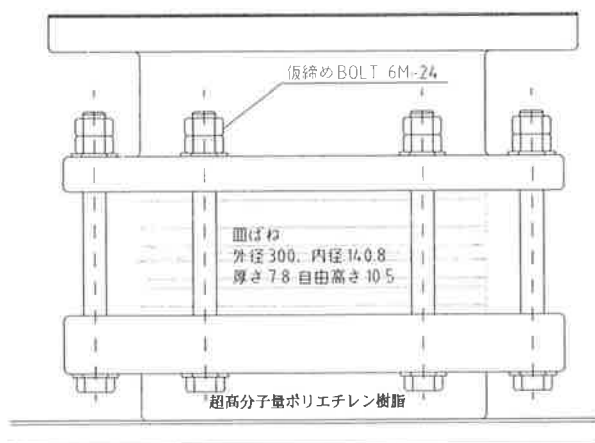 仮締めBOLT 6M-24
皿ばね
外径300, 内径140.8
厚さ7.8 自由高さ10.5
超高分子量ポリエチレン樹脂